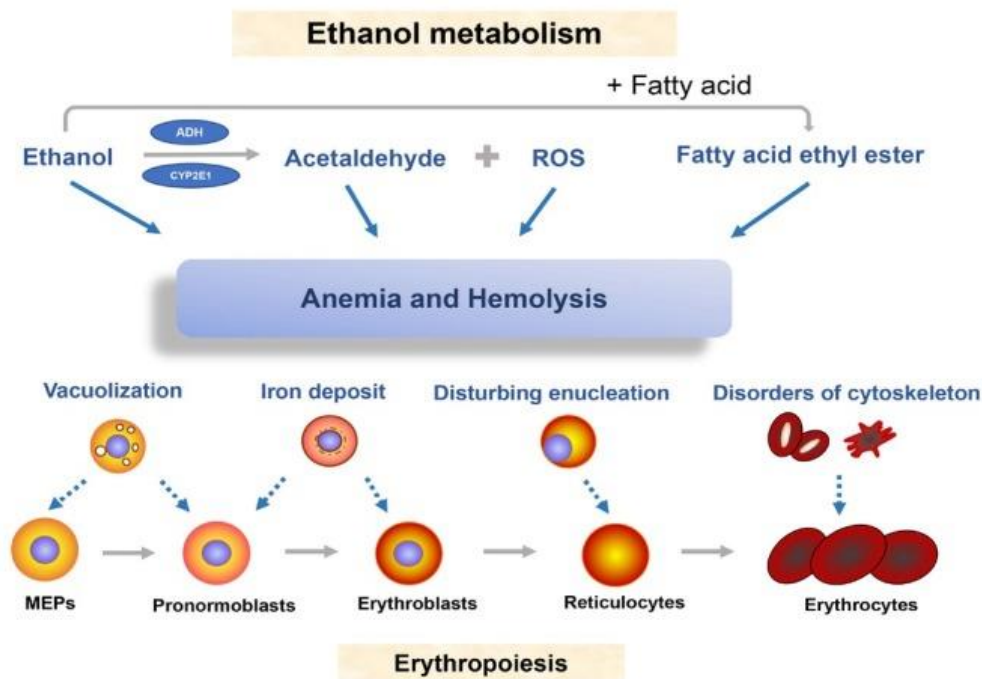 Ethanol metabolism
+ Fatty acid
ADH
Ethanol
Acetaldehyde + ROS
Fatty acid ethyl ester
CYP2E1
Anemia and Hemolysis
Vacuolization
Iron deposit
Disturbing enucleation
Disorders of cytoskeleton
MEPs
Pronormoblasts
Erythroblasts
Reticulocytes
Erythrocytes
Erythropoiesis